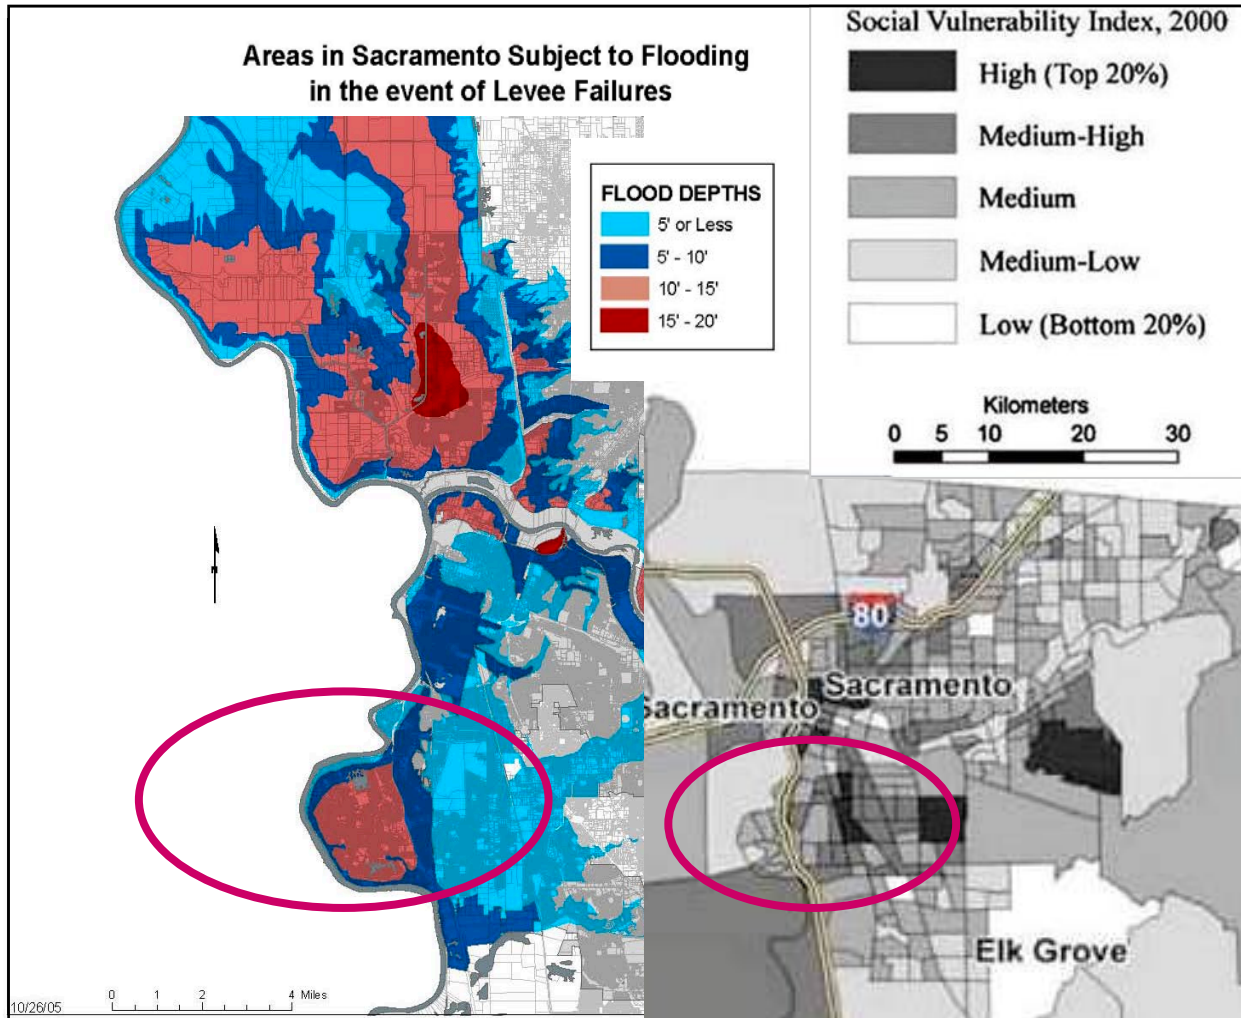 Areas in Sacramento Subject to Flooding
in the event of Levee Failures
FLOOD DEPTHS
5' or Less
5' - 10'
10' - 15'
15' - 20'
N
0 1 2 4 Miles
10/26/05
Social Vulnerability Index, 2000
High (Top 20%)
Medium-High
Medium
Medium-Low
Low (Bottom 20%)
Kilometers
0 5 10 20 30
80
Sacramento
Sacramento
Elk Grove